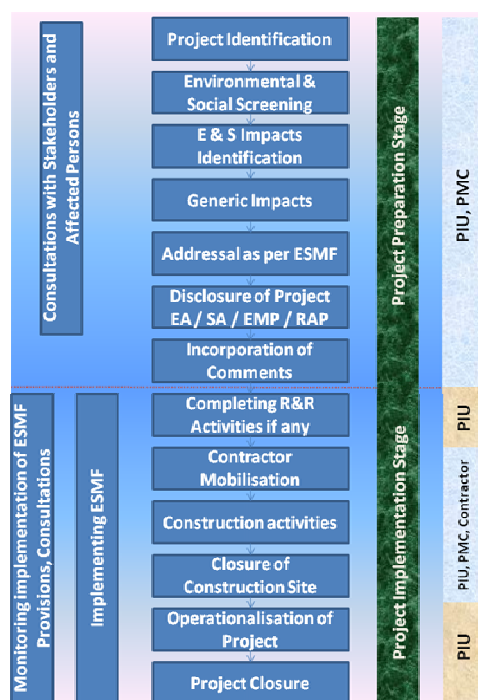 Project Identification
Environmental &
Social Screening
E & S Impacts
Identification
Generic Impacts
Addressal as per ESMF
Disclosure of Project
EA / SA / EMP / RAP
Incorporation of
Comments
Completing R&R
Activities if any
Contractor
Mobilisation
Construction activities
Closure of
Construction Site
Operationalisation of
Project
Project Closure
Consultations with Stakeholders and
Affected Persons
Monitoring implementation of ESMF
Provisions, Consultations
Implementing ESMF
Project Preparation Stage
Project Implementation Stage
PIU, PMC
PIU
PIU, PMC, Contractor
PIU